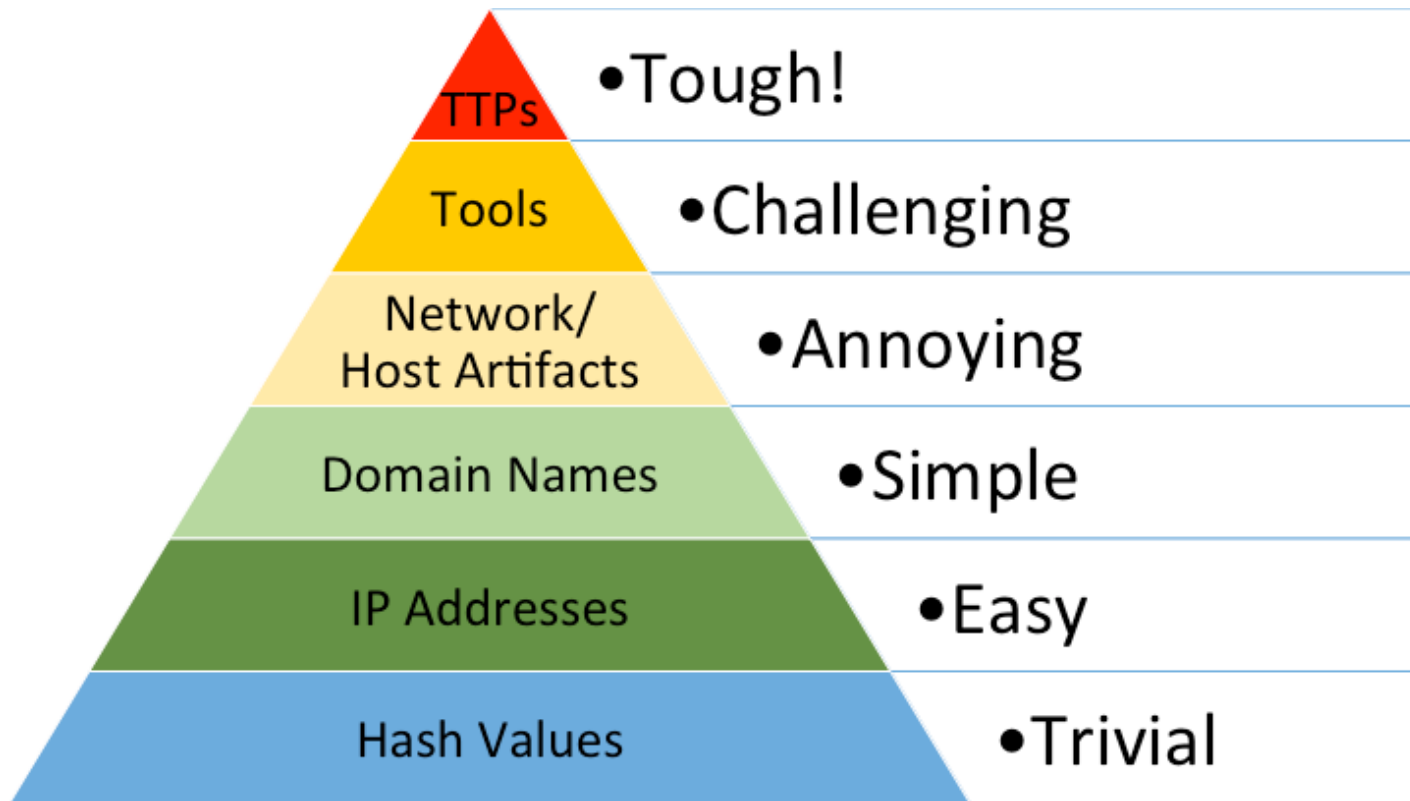 TTPs
•Tough!
Tools
•Challenging
Network/
Host Artifacts
•Annoying
Domain Names
•Simple
IP Addresses
•Easy
Hash Values
•Trivial